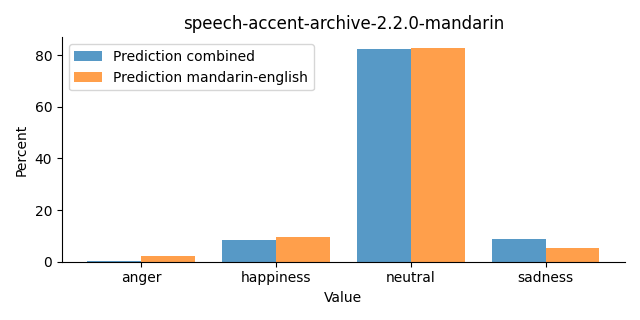 speech-accent-archive-2.2.0-mandarin
Prediction combined
Prediction mandarin-english
Percent
80
60
40
20
0
anger happiness neutral sadness
Value